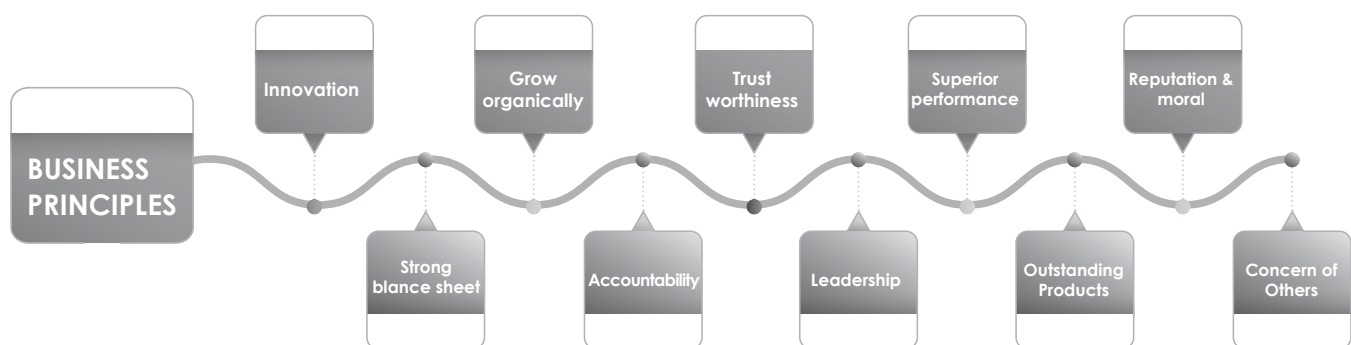 BUSINESS
PRINCIPLES
Innovation
Strong
blance sheet
Grow
organically
Accountability
Trust
worthiness
Leadership
Superior
performance
Outstanding
Products
Reputation &
moral
Concern of
Others